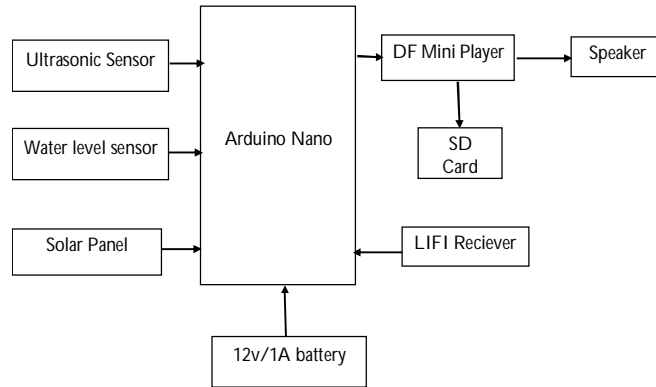 Ultrasonic Sensor
Water level sensor
Solar Panel
Arduino Nano
12v/1A battery
DF Mini Player
Speaker
SD
Card
LIFI Reciever